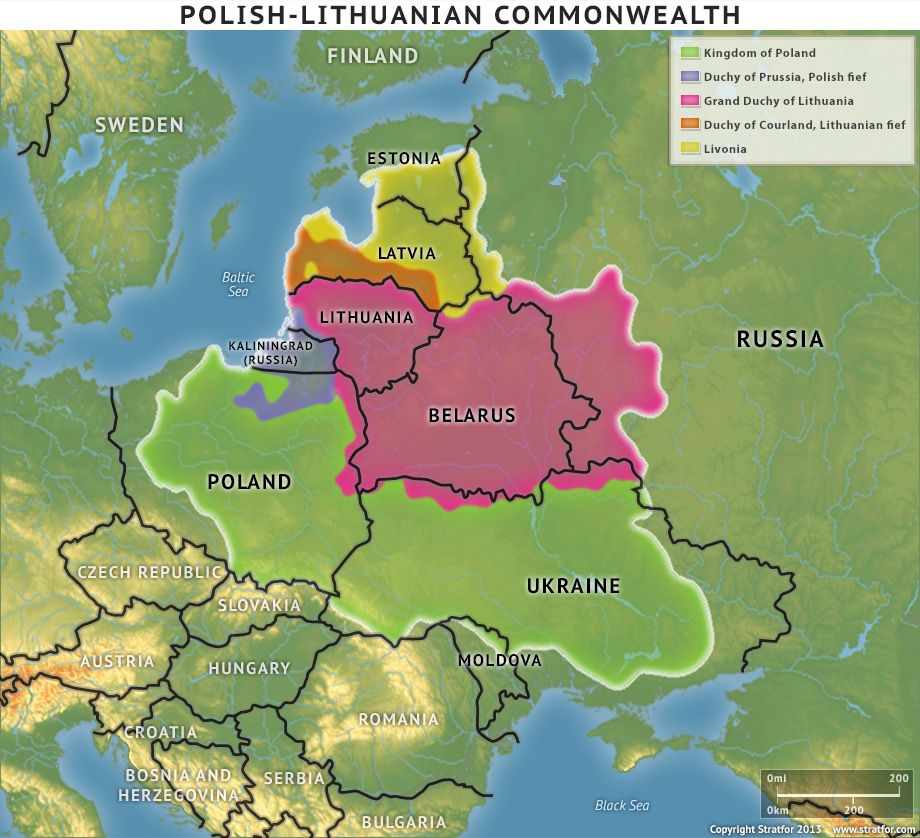 POLISH-LITHUANIAN COMMONWEALTH
FINLAND
Kingdom of Poland
Duchy of Prussia, Polish fief
Grand Duchy of Lithuania
Duchy of Courland, Lithuanian fief
Livonia
SWEDEN
ESTONIA
LATVIA
Baltic
Sea
LITHUANIA
RUSSIA
KALININGRAD
(RUSSIA)
BELARUS
POLAND
CZECH REPUBLIC
UKRAINE
SLOVAKIA
AUSTRIA
HUNGARY
MOLDOVA
ROMANIA
CROATIA
BOSNIA AND
HERZEGOVINA
SERBIA
Black Sea
BULGARIA
0mi 200
0km 200
Copyright Stratfor 2013 www.stratfor.com